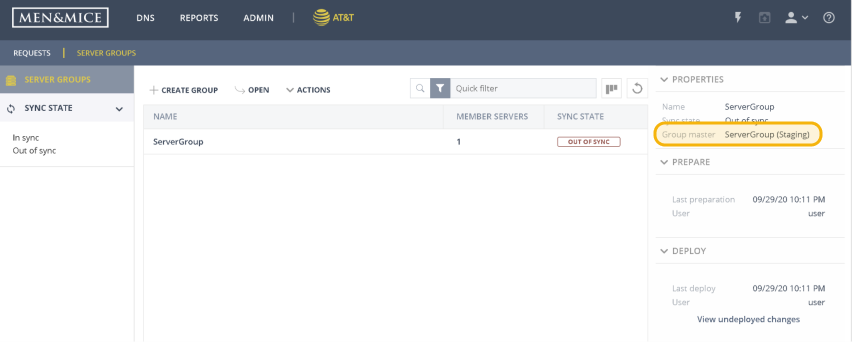 MEN&MICE DNS REPORTS ADMIN AT&T
REQUESTS SERVER GROUPS
SERVER GROUPS
SYNC STATE
In sync
Out of sync
CREATE GROUP OPEN ACTIONS Quick filter
NAME MEMBER SERVERS SYNC STATE
ServerGroup 1 OUT OF SYNC
PROPERTIES
Name ServerGroup
Sync state Out of sync
Group master ServerGroup (Staging)
PREPARE
Last preparation 09/29/20 10:11 PM
User user
DEPLOY
Last deploy 09/29/20 10:11 PM
User user
View undeployed changes